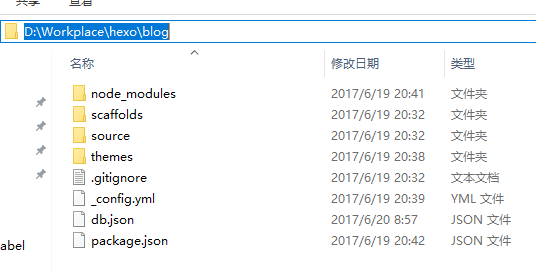 共享 查看
D:\Workplace\hexo\blog
名称 修改日期 类型
node_modules 2017/6/19 20:41 文件夹
scaffolds 2017/6/19 20:32 文件夹
source 2017/6/19 20:32 文件夹
themes 2017/6/19 20:38 文件夹
.gitignore 2017/6/19 20:32 文本文档
_config.yml 2017/6/19 20:39 YML 文件
db.json 2017/6/20 8:57 JSON 文件
package.json 2017/6/19 20:42 JSON 文件
abel